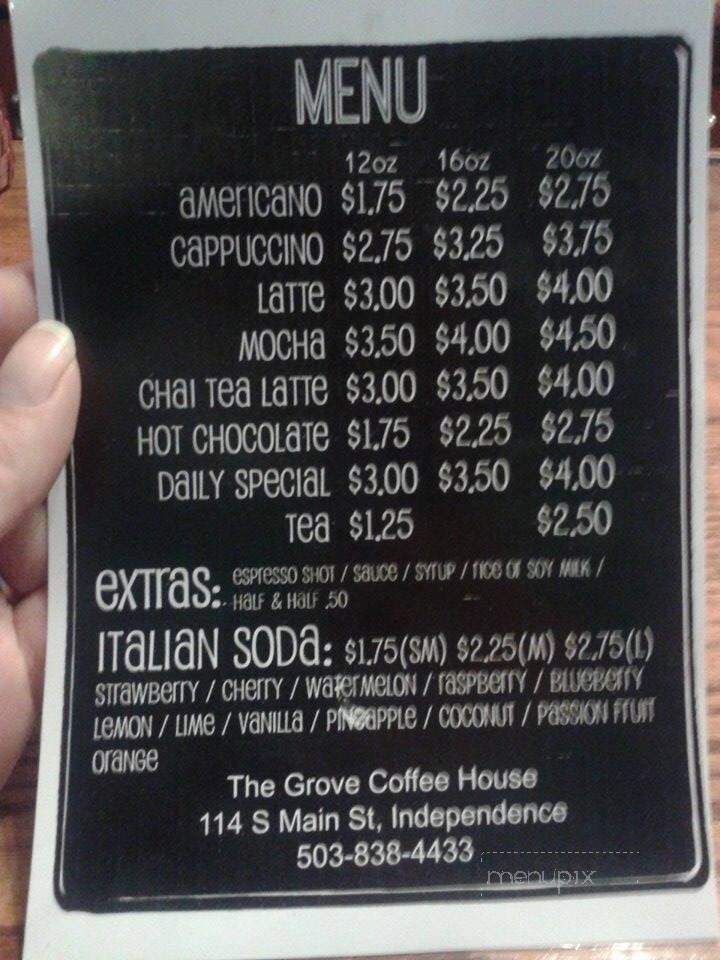 MENU
12oz 16oz 20oz
americano $1.75 $2.25 $2.75
cappuccino $2.75 $3.25 $3.75
Latte $3.00 $3.50 $4.00
Mocha $3.50 $4.00 $4.50
Chai Tea Latte $3.00 $3.50 $4.00
Hot Chocolate $1.75 $2.25 $2.75
Daily Special $3.00 $3.50 $4.00
Tea $1.25 $2.50
extras: espresso shot / sauce / syrup / rice or soy milk /
half & half .50
Italian Soda: $1.75(SM) $2.25(M) $2.75(L)
strawberry / cherry / watermelon / raspberry / blueberry
lemon / lime / vanilla / pineapple / coconut / passion fruit
orange
The Grove Coffee House
114 S Main St, Independence
503-838-4433
menupix